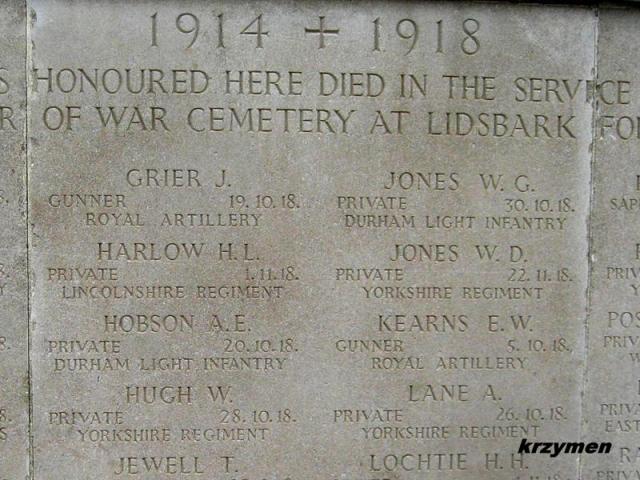 1914 + 1918
HONOURED HERE DIED IN THE SERVICE
R OF WAR CEMETERY AT LIDSBARK FOR
GRIER J.
GUNNER 19.10.18.
ROYAL ARTILLERY
HARLOW H.L.
PRIVATE 1.11.18.
LINCOLNSHIRE REGIMENT
HOBSON A.E.
PRIVATE 20.10.18.
DURHAM LIGHT INFANTRY
HUGH W.
PRIVATE 28.10.18.
YORKSHIRE REGIMENT
JEWELL T.
JONES W.G.
PRIVATE 30.10.18.
DURHAM LIGHT INFANTRY
JONES W.D.
PRIVATE 22.11.18.
YORKSHIRE REGIMENT
KEARNS E.W.
GUNNER 5.10.18.
ROYAL ARTILLERY
LANE A.
PRIVATE 26.10.18.
YORKSHIRE REGIMENT
LOCHTIE H.H.
krzymen